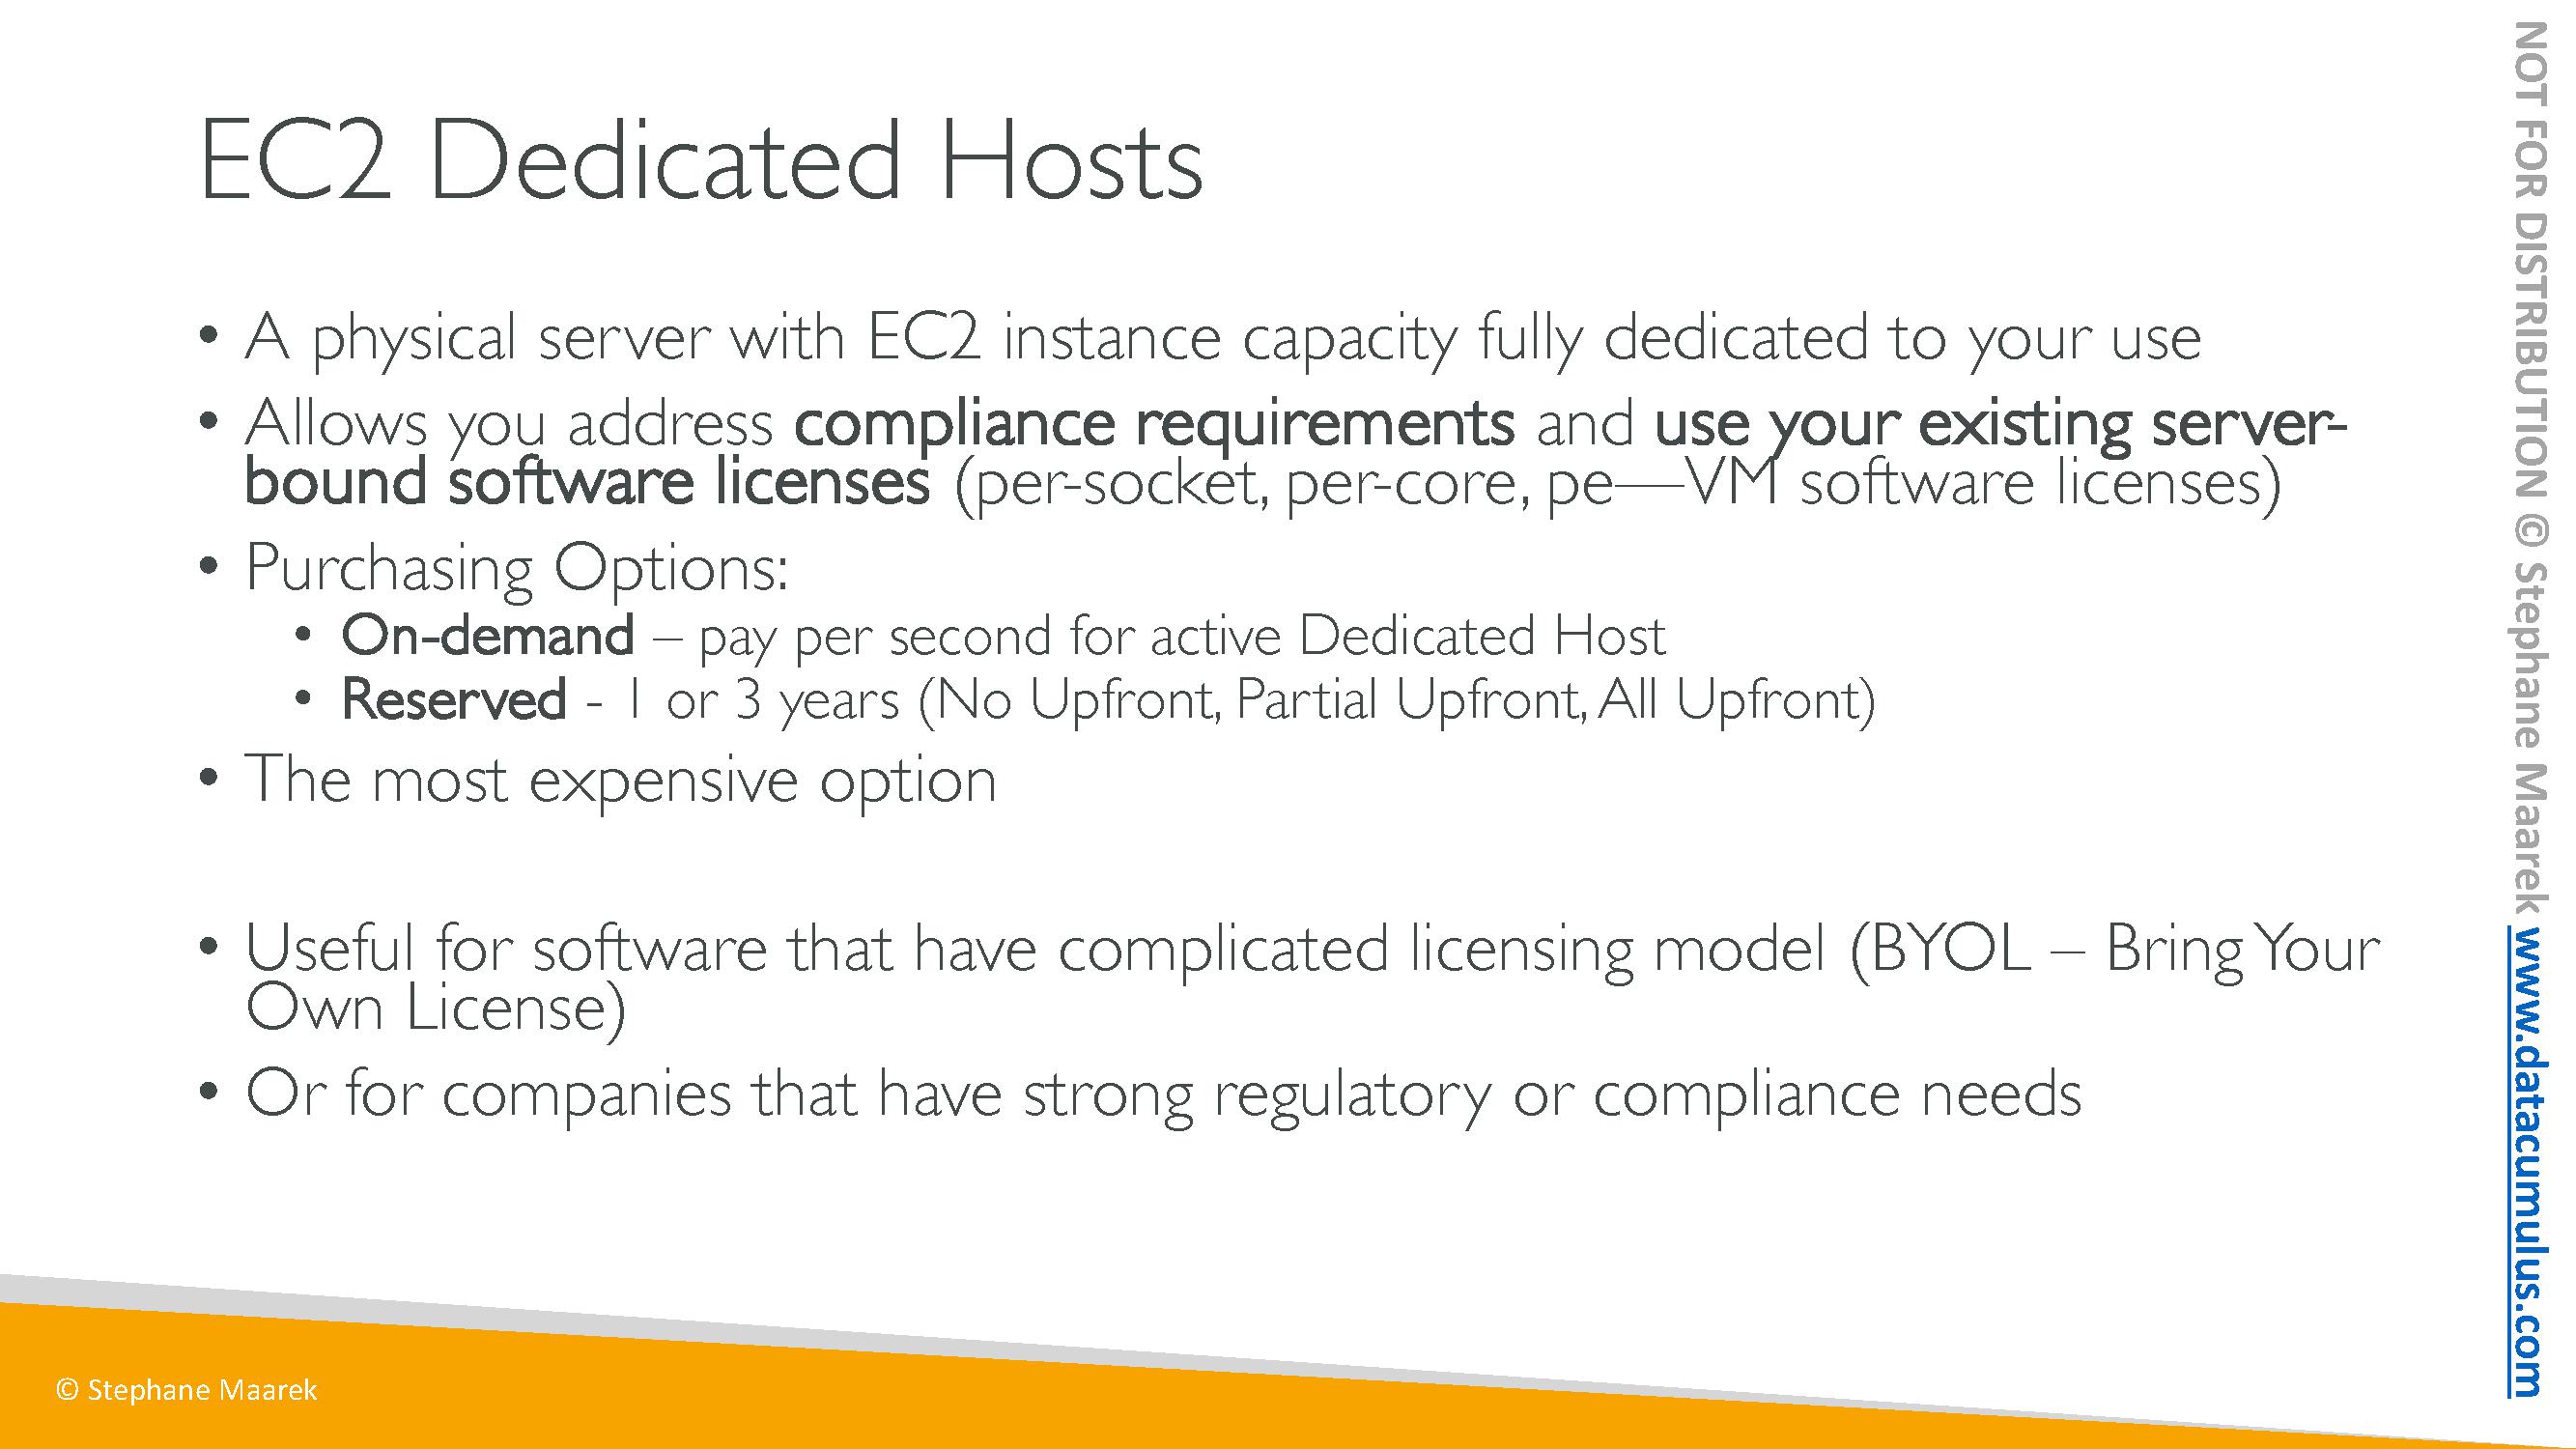 EC2 Dedicated Hosts
• A physical server with EC2 instance capacity fully dedicated to your use
• Allows you address compliance requirements and use your existing server-
bound software licenses (per-socket, per-core, pe—VM software licenses)
• Purchasing Options:
• On-demand – pay per second for active Dedicated Host
• Reserved - 1 or 3 years (No Upfront, Partial Upfront, All Upfront)
• The most expensive option
• Useful for software that have complicated licensing model (BYOL – Bring Your
Own License)
• Or for companies that have strong regulatory or compliance needs
© Stephane Maarek
NOT FOR DISTRIBUTION © Stephane Maarek www.datacumulus.com